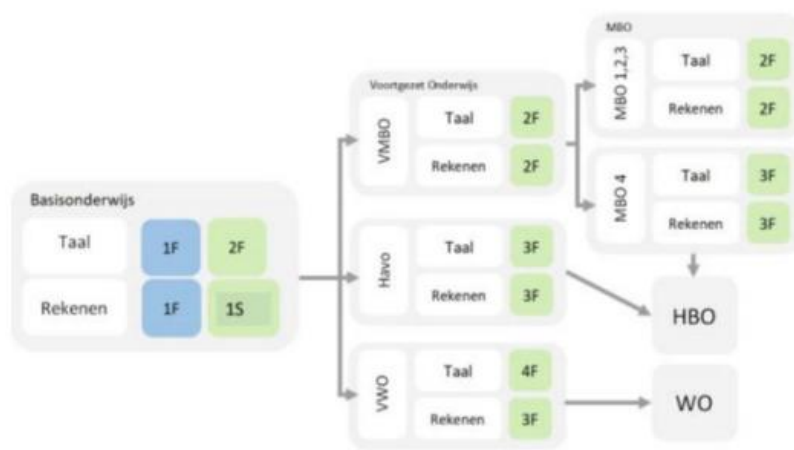 Basisonderwijs
Taal 1F 2F
Rekenen 1F 1S
Voortgezet Onderwijs
VMBO
Taal 2F
Rekenen 2F
Havo
Taal 3F
Rekenen 3F
VWO
Taal 4F
Rekenen 3F
MBO
MBO 1,2,3
Taal 2F
Rekenen 2F
MBO 4
Taal 3F
Rekenen 3F
HBO
WO